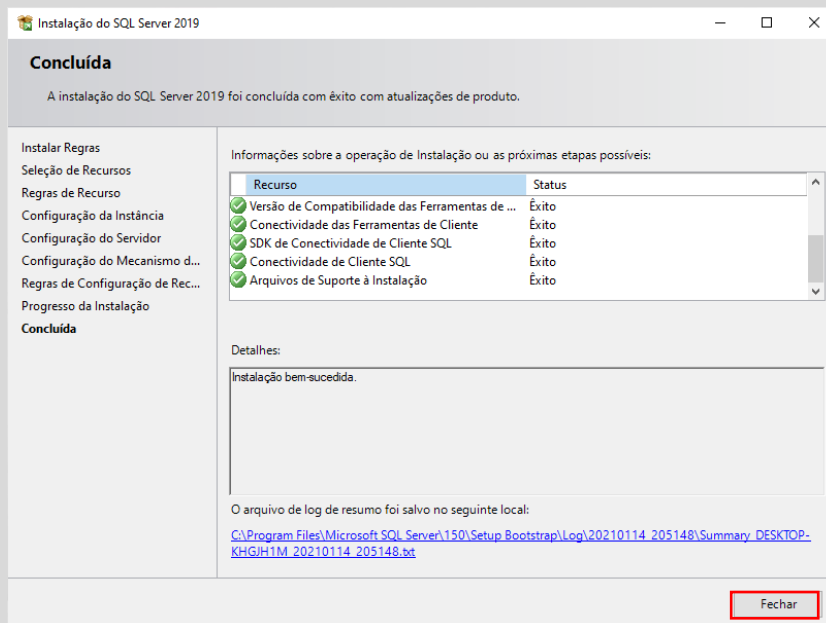 Instalação do SQL Server 2019
Concluída
A instalação do SQL Server 2019 foi concluída com êxito com atualizações de produto.
Instalar Regras
Seleção de Recursos
Regras de Recurso
Configuração da Instância
Configuração do Servidor
Configuração do Mecanismo d...
Regras de Configuração de Rec...
Progresso da Instalação
Concluída
Informações sobre a operação de Instalação ou as próximas etapas possíveis:
Recurso Status
Versão de Compatibilidade das Ferramentas de ... Êxito
Conectividade das Ferramentas de Cliente Êxito
SDK de Conectividade de Cliente SQL Êxito
Conectividade de Cliente SQL Êxito
Arquivos de Suporte à Instalação Êxito
Detalhes:
Instalação bem-sucedida.
O arquivo de log de resumo foi salvo no seguinte local:
C:\Program Files\Microsoft SQL Server\150\Setup Bootstrap\Log\20210114_205148\Summary_DESKTOP-
KHGJH1M_20210114_205148.txt
Fechar